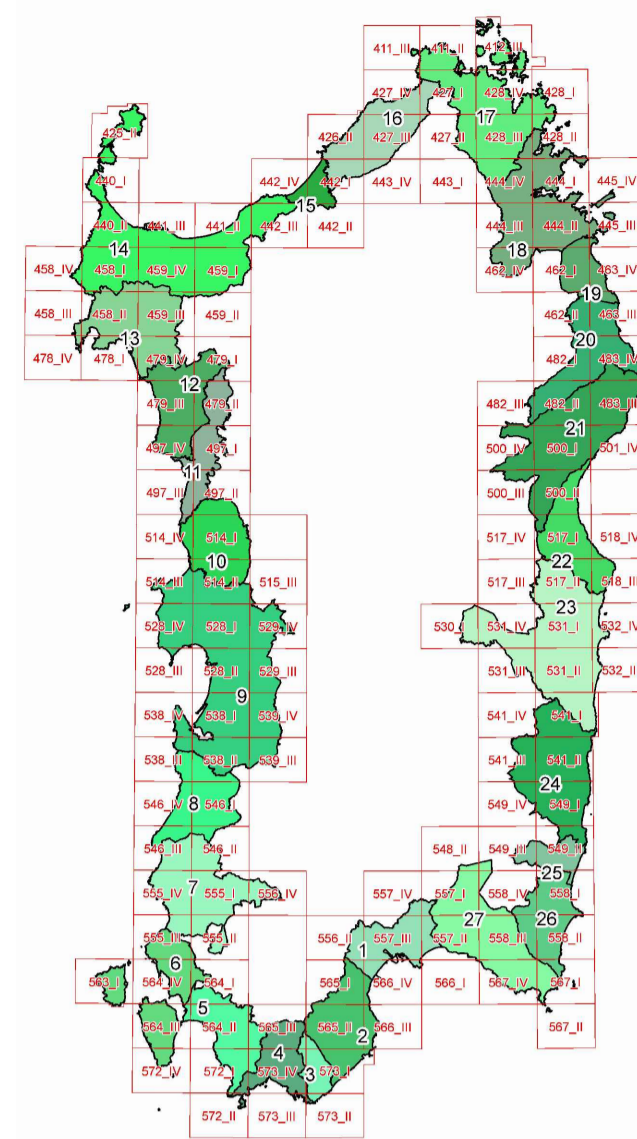 411_III 411_II 412_III
427_IV 427_I 428_IV 428_I
16 17
426_II 427_III 427_II 428_III 428_II
442_IV 442_I 443_IV 443_I 444_IV 444_I 445_IV
425_II
440_I
15
440_II 441_III 441_II 442_III 442_II 444_III 444_II 445_III
14 18
458_IV 458_I 459_IV 459_I 462_IV 462_I 463_IV
19
458_III 458_II 459_III 459_II 462_II 463_III
13 20
478_IV 478_I 479_IV 479_I 482_I 483_IV
12
479_III 479_II 482_III 482_II 483_III
21
497_IV 497_I 500_IV 500_I 501_IV
11
497_III 497_II 500_III 500_II
514_IV 514_I 517_IV 517_I 518_IV
10 22
514_III 514_II 515_III 517_III 517_II 518_III
23
528_IV 528_I 529_IV 530_I 531_IV 531_I 532_IV
528_III 528_II 529_III 531_III 531_II 532_II
9
538_IV 538_I 539_IV 541_IV 541_I
538_III 538_II 539_III 541_III 541_II
24
8
546_IV 546_I 549_IV 549_I
546_III 546_II 548_II 549_III 549_II
25
7
555_IV 555_I 556_IV 557_IV 557_I 558_IV 558_I
27 26
555_III 555_II 556_II 557_III 557_II 558_III 558_II
1
6
563_I 564_IV 564_I 565_I 566_IV 566_I 567_IV 567_I
5
564_III 564_II 565_III 565_II 566_III 567_II
2
4
572_IV 572_I 573_IV 573_I
3
572_II 573_III 573_II